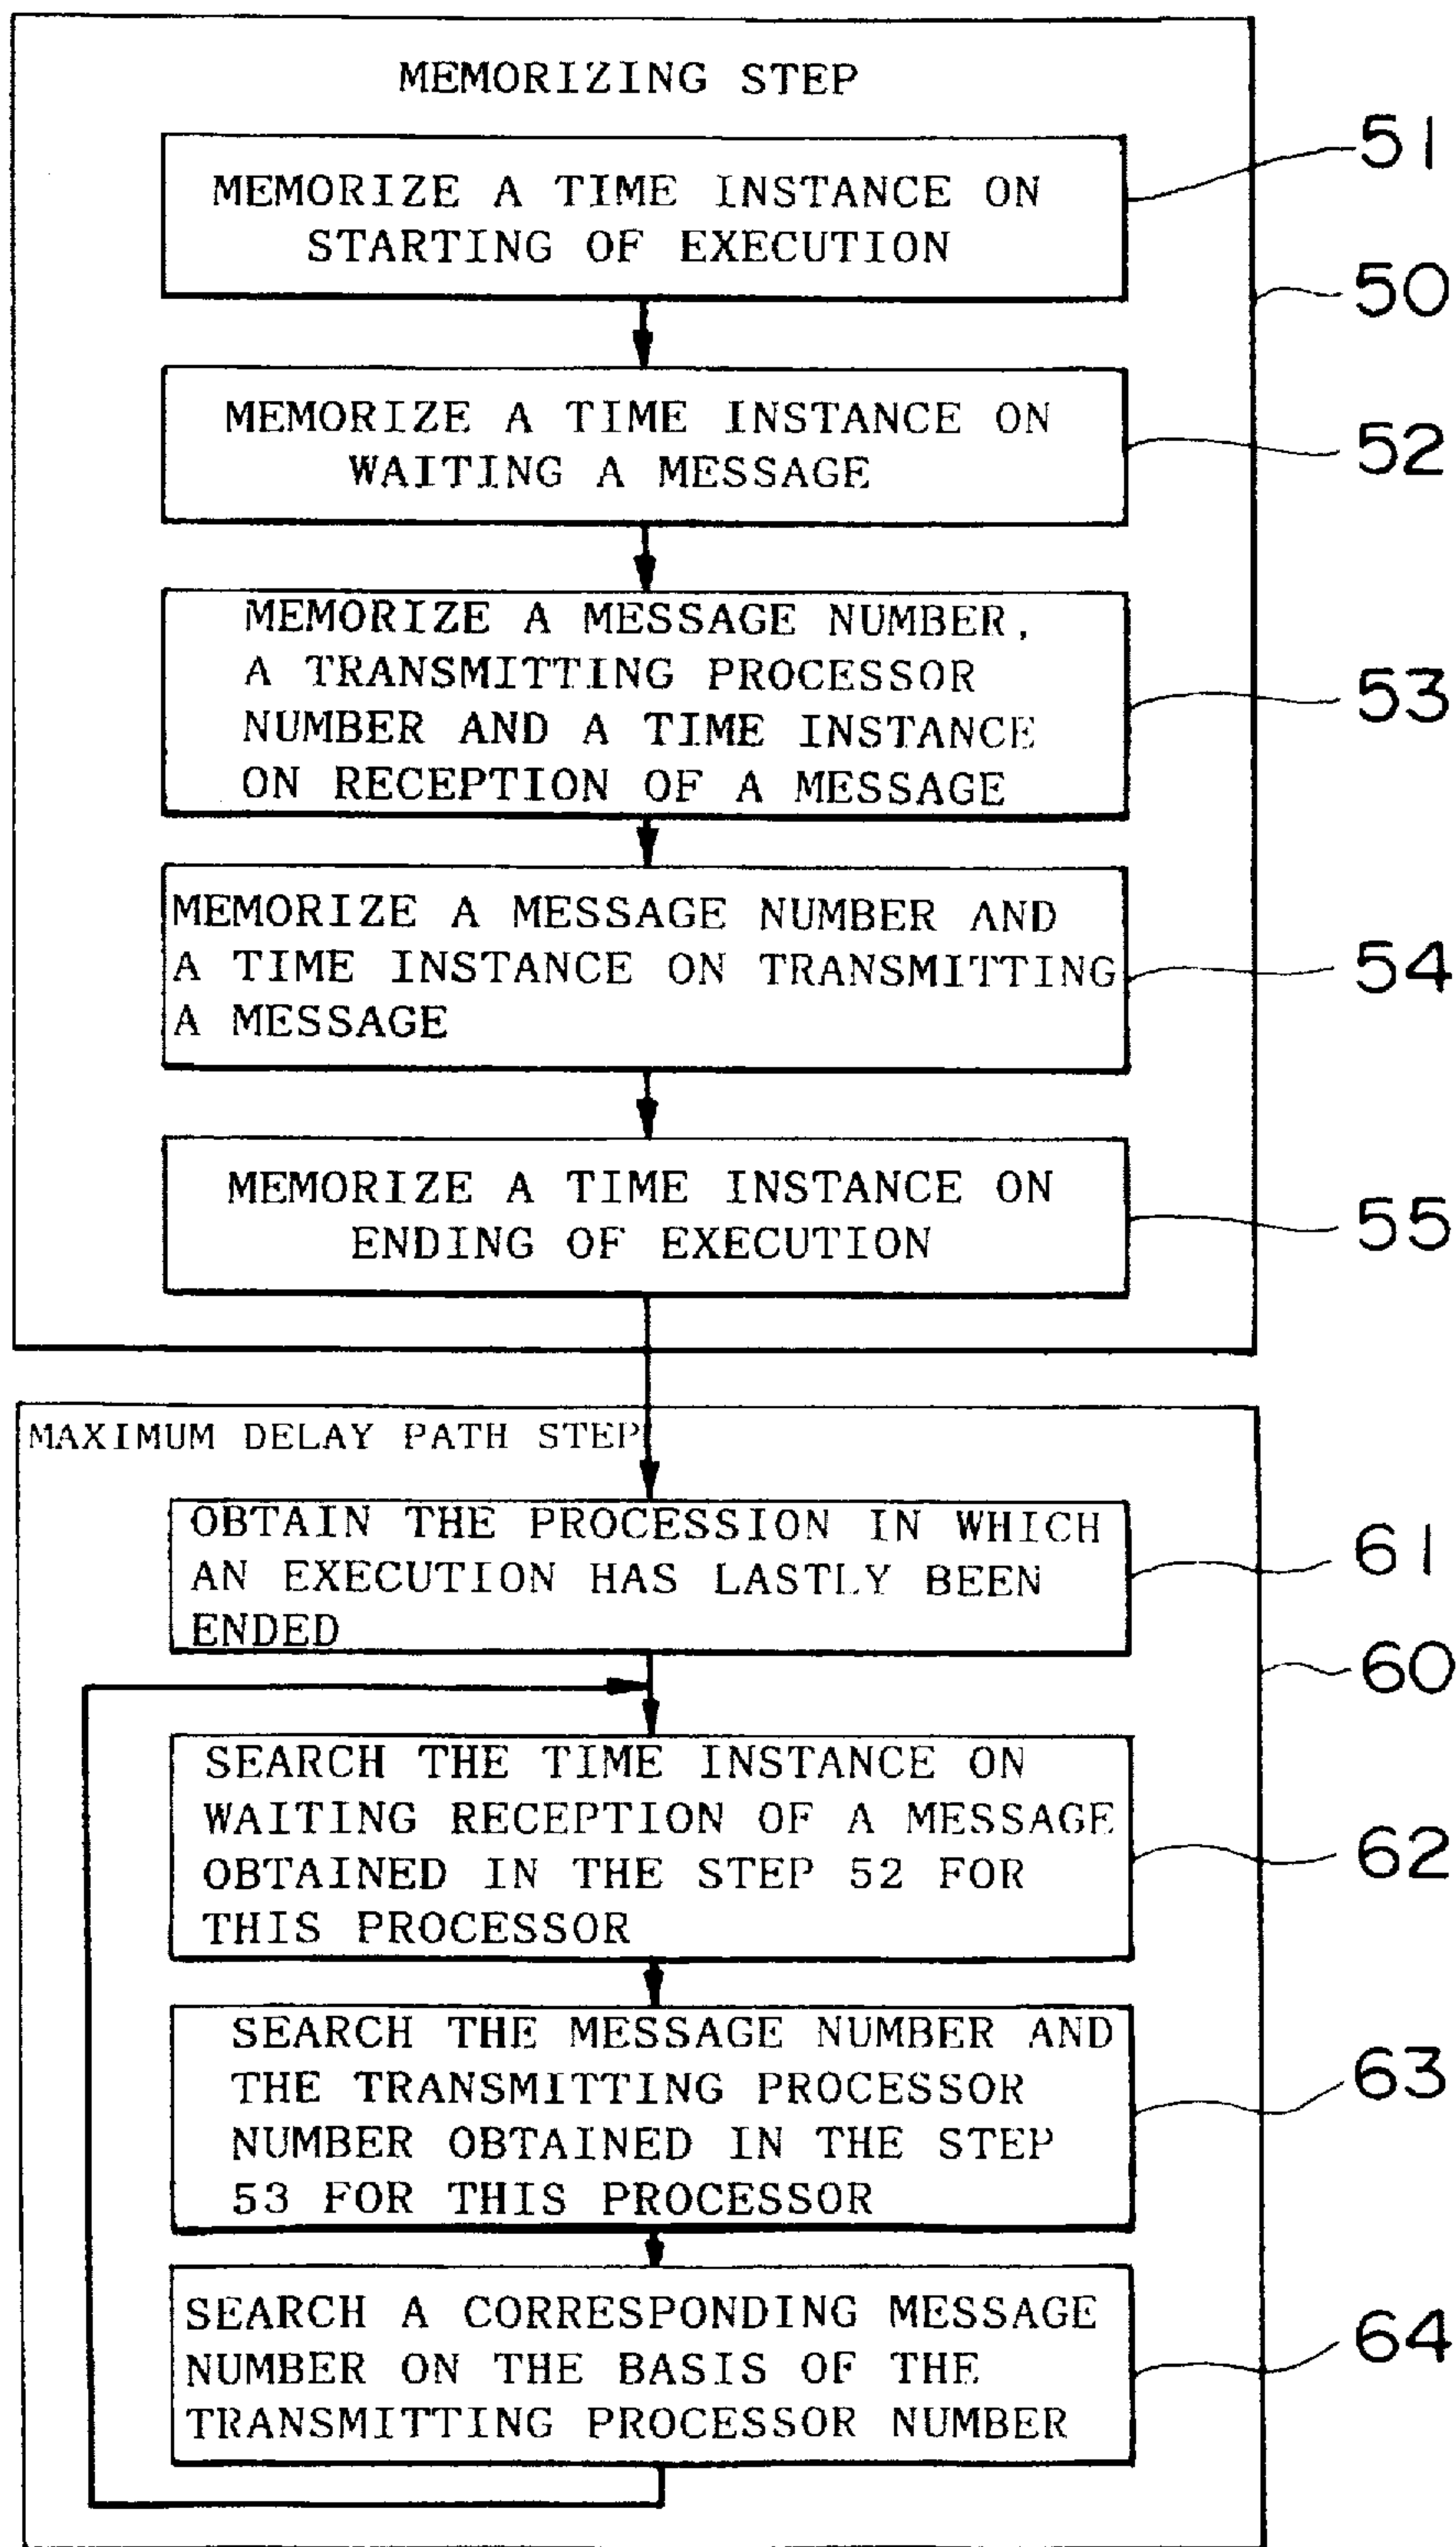 MEMORIZING STEP
MEMORIZE A TIME INSTANCE ON
STARTING OF EXECUTION
51
50
MEMORIZE A TIME INSTANCE ON
WAITING A MESSAGE
52
MEMORIZE A MESSAGE NUMBER,
A TRANSMITTING PROCESSOR
NUMBER AND A TIME INSTANCE
ON RECEPTION OF A MESSAGE
53
MEMORIZE A MESSAGE NUMBER AND
A TIME INSTANCE ON TRANSMITTING
A MESSAGE
54
MEMORIZE A TIME INSTANCE ON
ENDING OF EXECUTION
55
MAXIMUM DELAY PATH STEP
OBTAIN THE PROCESSION IN WHICH
AN EXECUTION HAS LASTLY BEEN
ENDED
61
60
SEARCH THE TIME INSTANCE ON
WAITING RECEPTION OF A MESSAGE
OBTAINED IN THE STEP 52 FOR
THIS PROCESSOR
62
SEARCH THE MESSAGE NUMBER AND
THE TRANSMITTING PROCESSOR
NUMBER OBTAINED IN THE STEP
53 FOR THIS PROCESSOR
63
SEARCH A CORRESPONDING MESSAGE
NUMBER ON THE BASIS OF THE
TRANSMITTING PROCESSOR NUMBER
64